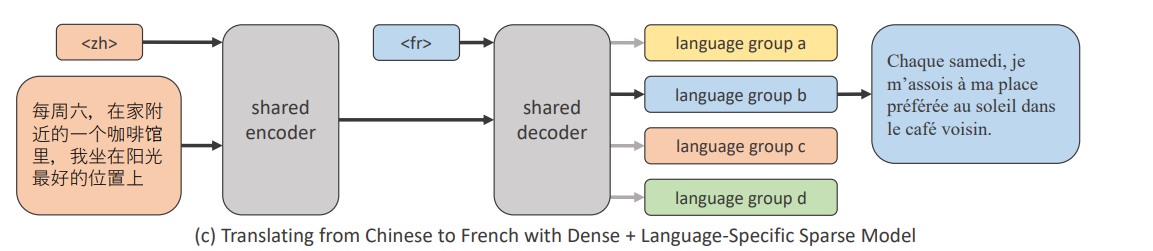 <zh>
每周六，在家附
近的一个咖啡馆
里，我坐在阳光
最好的位置上
shared
encoder
<fr>
shared
decoder
language group a
language group b
language group c
language group d
Chaque samedi, je
m'assois à ma place
préférée au soleil dans
le café voisin.
(c) Translating from Chinese to French with Dense + Language-Specific Sparse Model